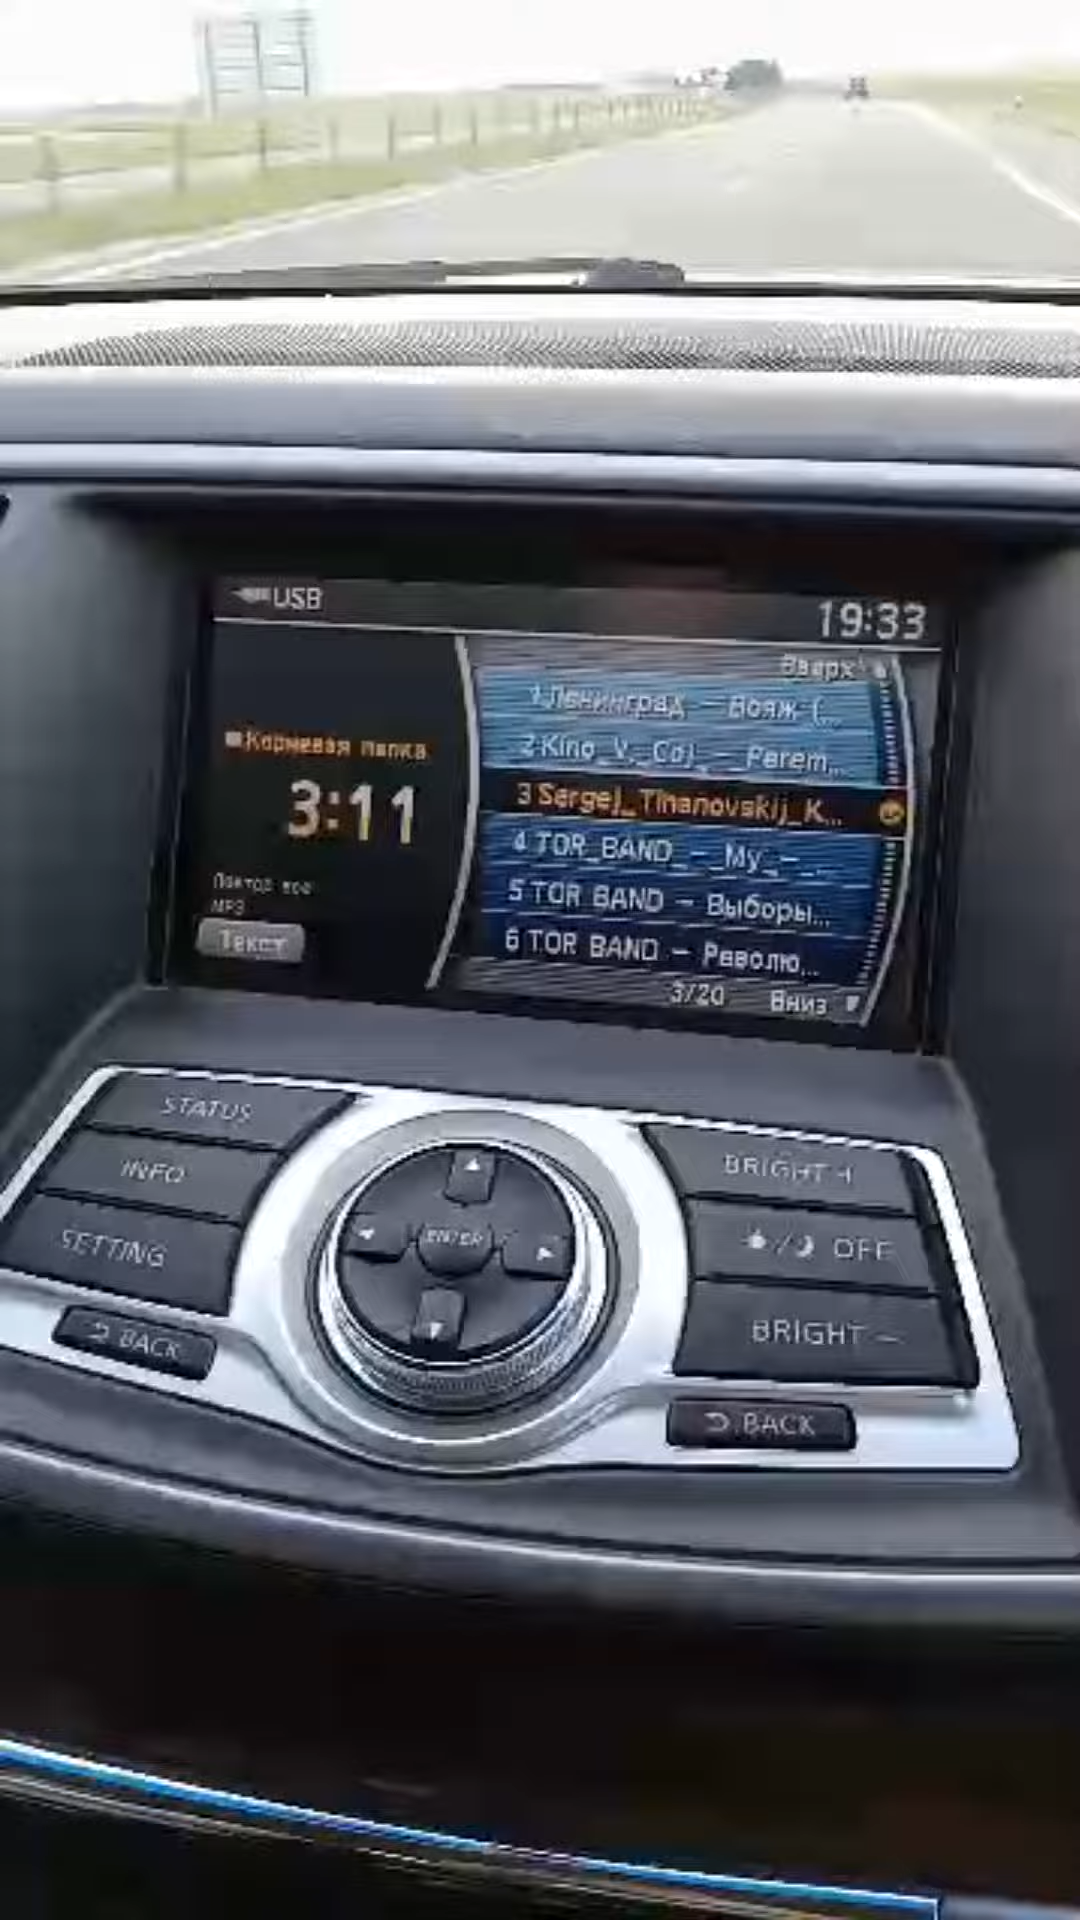 USB
19:33
Вверх
1 Ленинград – Вояж (...
2 Kino_V._Coj_–_Perem...
Корневая папка
3:11
3 Sergej_Tihanovskij_K...
4 TOR_BAND_–_My_–_...
Повтор все
5 TOR BAND – Выборы...
MP3
Текст
6 TOR BAND – Револю...
3/20 Вниз
STATUS
INFO
SETTING
BACK
ENTER
BRIGHT +
OFF
BRIGHT –
BACK